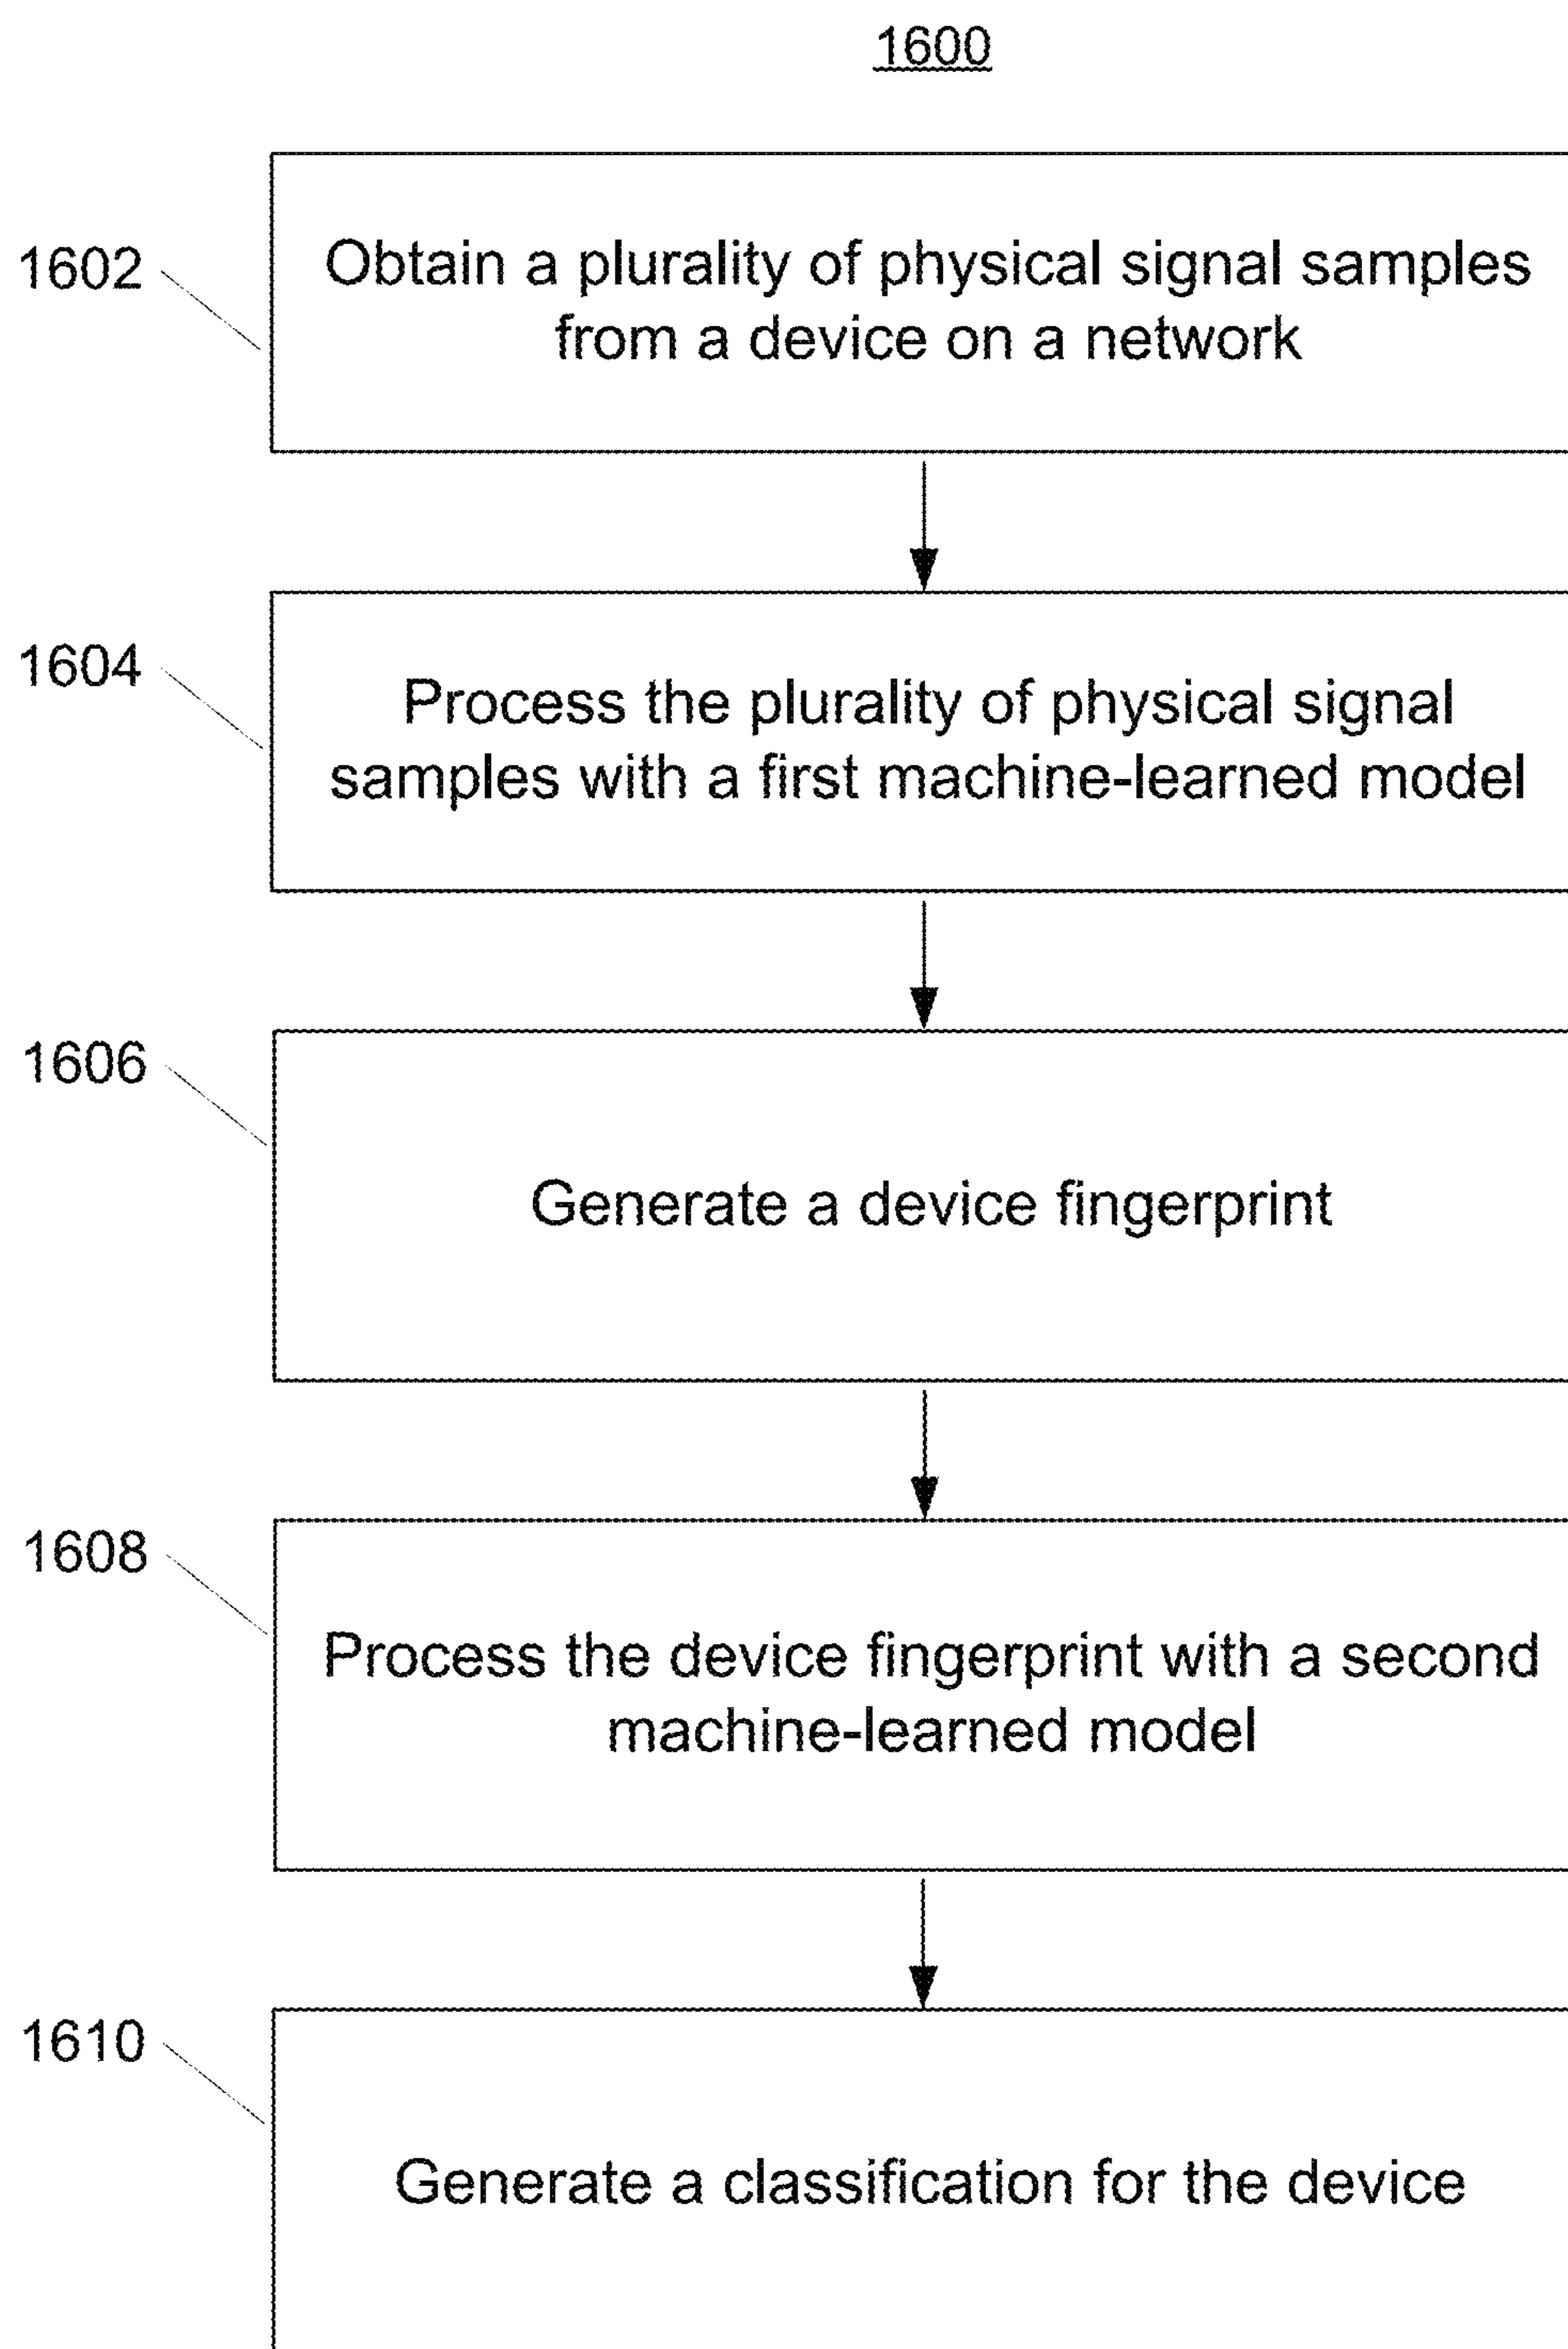 1600
1602
Obtain a plurality of physical signal samples
from a device on a network
1604
Process the plurality of physical signal
samples with a first machine-learned model
1606
Generate a device fingerprint
1608
Process the device fingerprint with a second
machine-learned model
1610
Generate a classification for the device